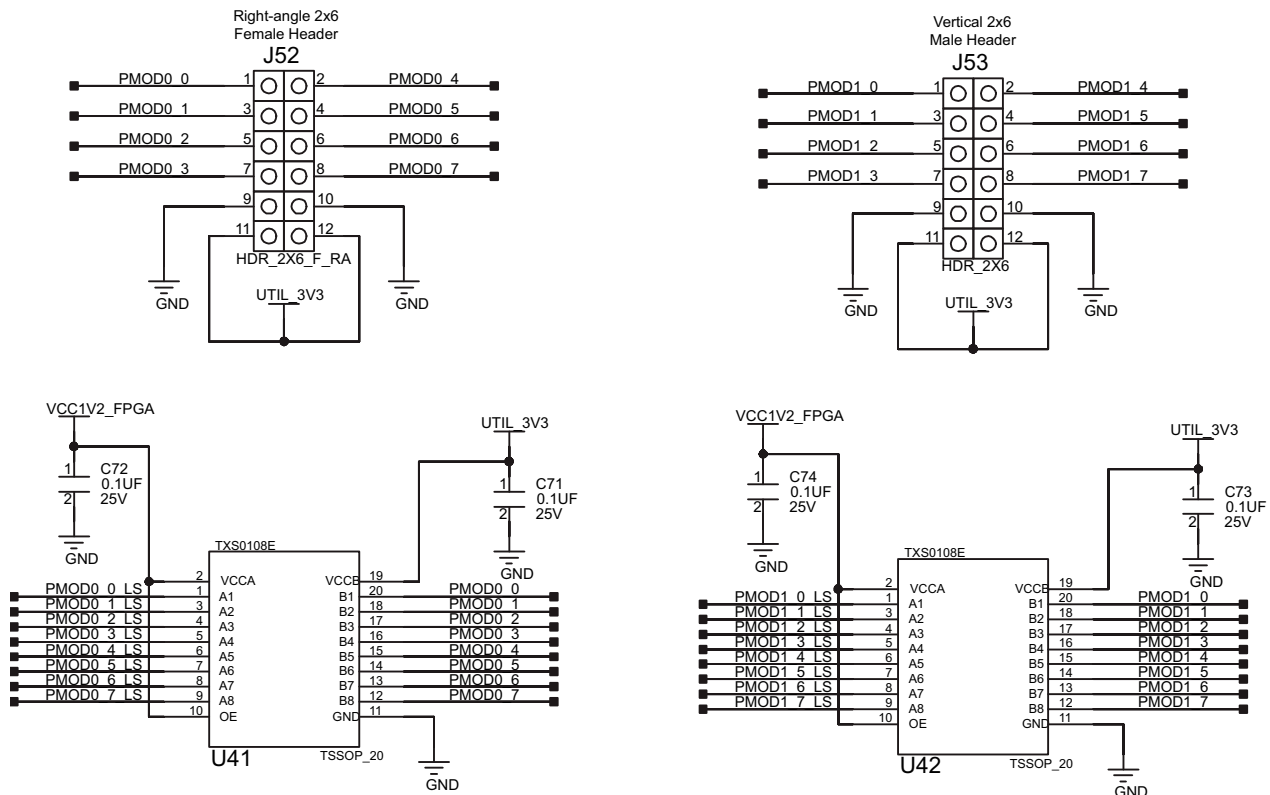 Right-angle 2x6
Female Header
J52
PMOD0_0 1 2 PMOD0_4
PMOD0_1 3 4 PMOD0_5
PMOD0_2 5 6 PMOD0_6
PMOD0_3 7 8 PMOD0_7
9 10
11 12
HDR_2X6_F_RA
GND UTIL_3V3 GND
Vertical 2x6
Male Header
J53
PMOD1_0 1 2 PMOD1_4
PMOD1_1 3 4 PMOD1_5
PMOD1_2 5 6 PMOD1_6
PMOD1_3 7 8 PMOD1_7
9 10
11 12
HDR_2X6
GND UTIL_3V3 GND
VCC1V2_FPGA
1 C72
0.1UF
2 25V
GND
UTIL_3V3
1 C71
0.1UF
2 25V
GND
TXS0108E
2 VCCA VCCB 19
PMOD0_0_LS 1 A1 B1 20 PMOD0_0
PMOD0_1_LS 3 A2 B2 18 PMOD0_1
PMOD0_2_LS 4 A3 B3 17 PMOD0_2
PMOD0_3_LS 5 A4 B4 16 PMOD0_3
PMOD0_4_LS 6 A5 B5 15 PMOD0_4
PMOD0_5_LS 7 A6 B6 14 PMOD0_5
PMOD0_6_LS 8 A7 B7 13 PMOD0_6
PMOD0_7_LS 9 A8 B8 12 PMOD0_7
10 OE GND 11
U41 TSSOP_20
GND
VCC1V2_FPGA
1 C74
0.1UF
2 25V
GND
UTIL_3V3
1 C73
0.1UF
2 25V
GND
TXS0108E
2 VCCA VCCB 19
PMOD1_0_LS 1 A1 B1 20 PMOD1_0
PMOD1_1_LS 3 A2 B2 18 PMOD1_1
PMOD1_2_LS 4 A3 B3 17 PMOD1_2
PMOD1_3_LS 5 A4 B4 16 PMOD1_3
PMOD1_4_LS 6 A5 B5 15 PMOD1_4
PMOD1_5_LS 7 A6 B6 14 PMOD1_5
PMOD1_6_LS 8 A7 B7 13 PMOD1_6
PMOD1_7_LS 9 A8 B8 12 PMOD1_7
10 OE GND 11
U42 TSSOP_20
GND